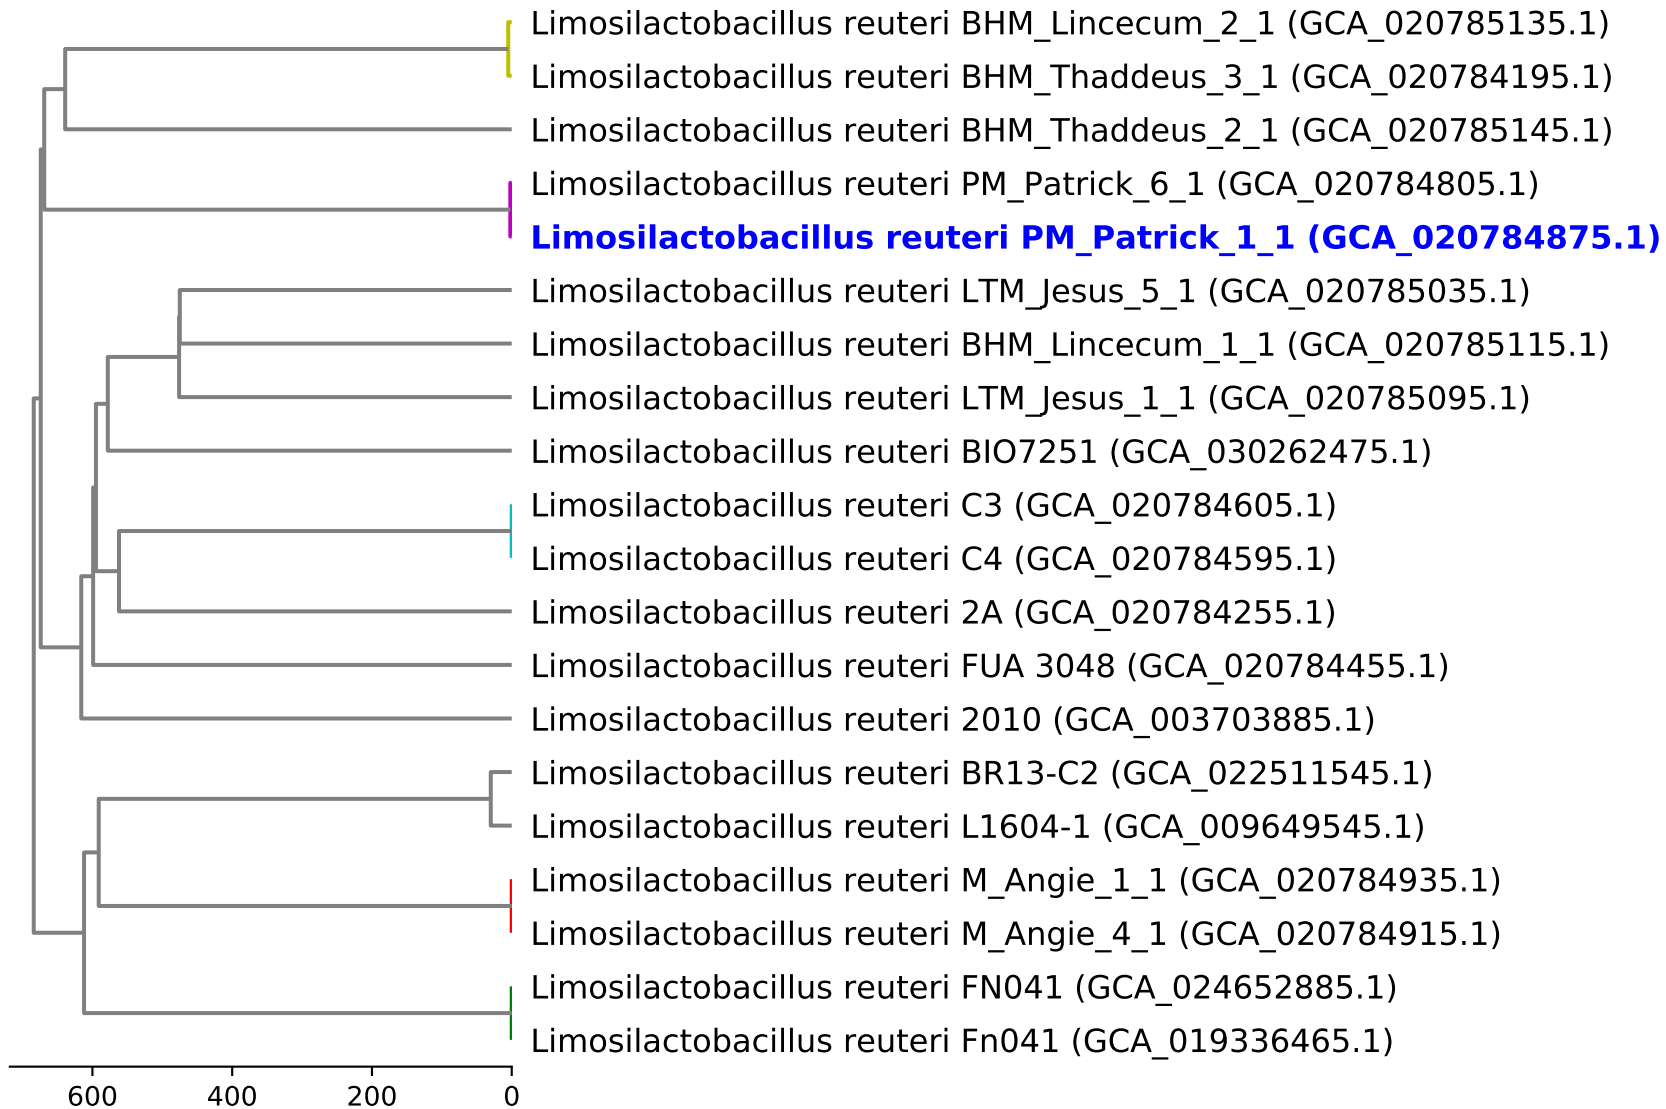 Limosilactobacillus reuteri BHM_Lincecum_2_1 (GCA_020785135.1)
Limosilactobacillus reuteri BHM_Thaddeus_3_1 (GCA_020784195.1)
Limosilactobacillus reuteri BHM_Thaddeus_2_1 (GCA_020785145.1)
Limosilactobacillus reuteri PM_Patrick_6_1 (GCA_020784805.1)
Limosilactobacillus reuteri PM_Patrick_1_1 (GCA_020784875.1)
Limosilactobacillus reuteri LTM_Jesus_5_1 (GCA_020785035.1)
Limosilactobacillus reuteri BHM_Lincecum_1_1 (GCA_020785115.1)
Limosilactobacillus reuteri LTM_Jesus_1_1 (GCA_020785095.1)
Limosilactobacillus reuteri BIO7251 (GCA_030262475.1)
Limosilactobacillus reuteri C3 (GCA_020784605.1)
Limosilactobacillus reuteri C4 (GCA_020784595.1)
Limosilactobacillus reuteri 2A (GCA_020784255.1)
Limosilactobacillus reuteri FUA 3048 (GCA_020784455.1)
Limosilactobacillus reuteri 2010 (GCA_003703885.1)
Limosilactobacillus reuteri BR13-C2 (GCA_022511545.1)
Limosilactobacillus reuteri L1604-1 (GCA_009649545.1)
Limosilactobacillus reuteri M_Angie_1_1 (GCA_020784935.1)
Limosilactobacillus reuteri M_Angie_4_1 (GCA_020784915.1)
Limosilactobacillus reuteri FN041 (GCA_024652885.1)
Limosilactobacillus reuteri Fn041 (GCA_019336465.1)
600 400 200 0